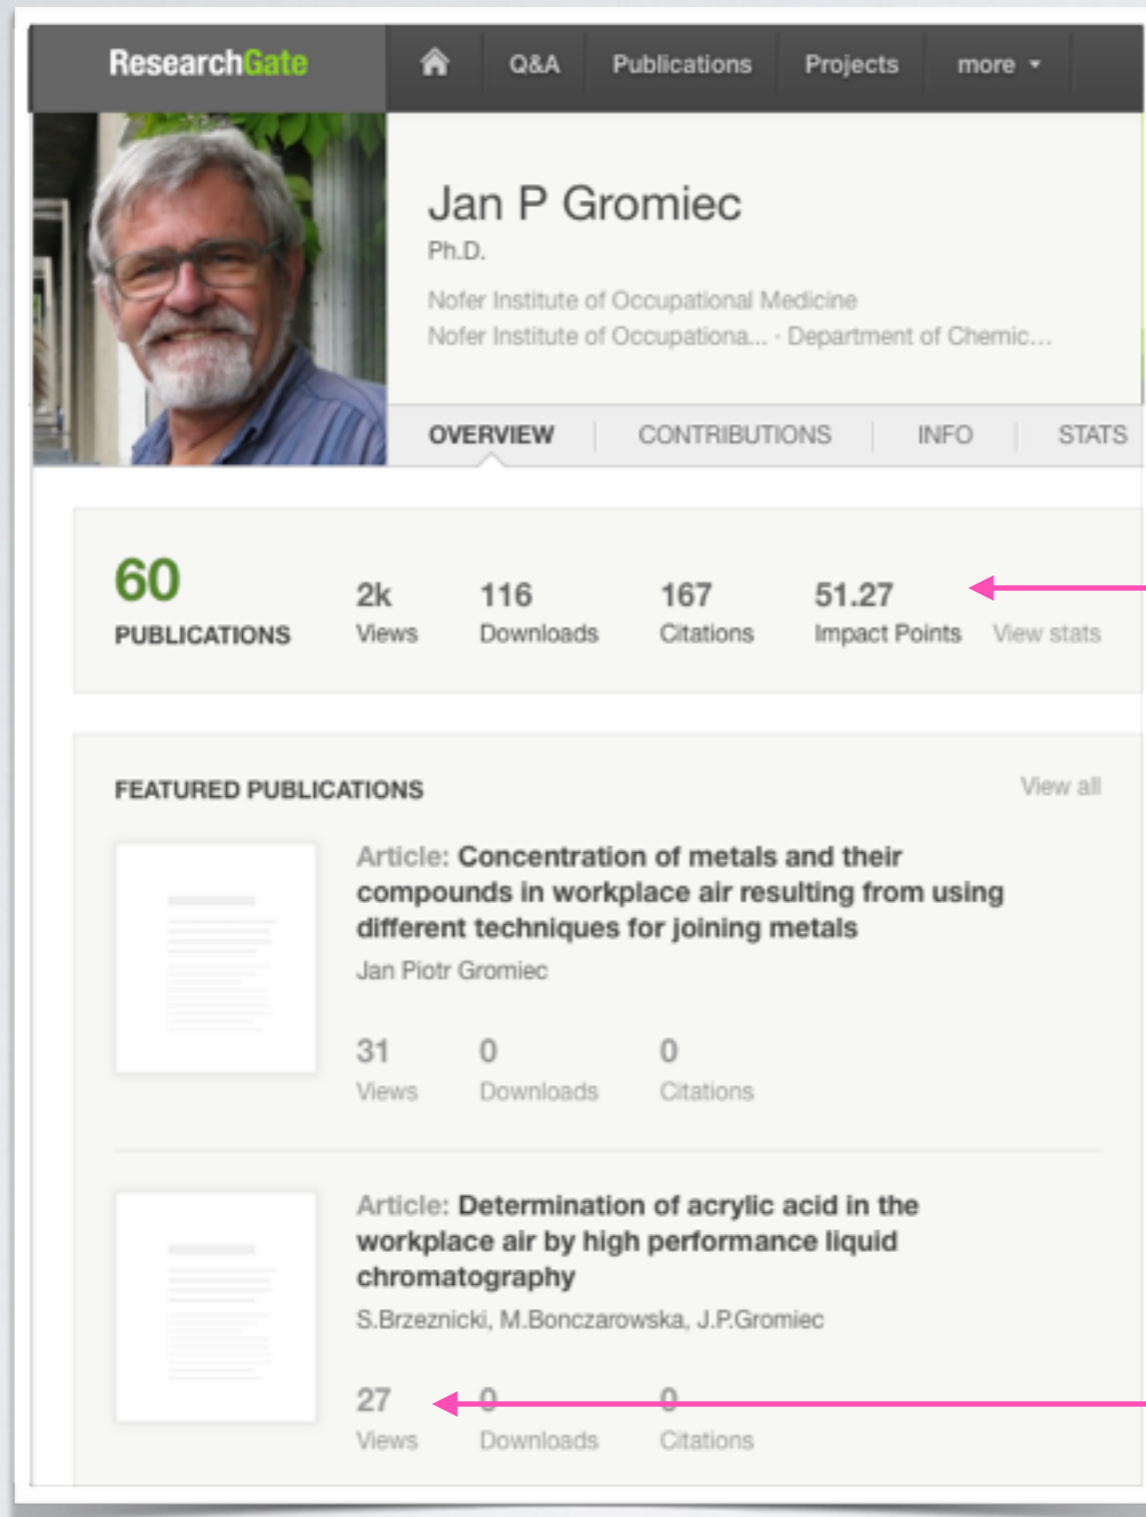 ResearchGate Q&A Publications Projects more
Jan P Gromiec
Ph.D.
Nofer Institute of Occupational Medicine
Nofer Institute of Occupationa... · Department of Chemic...
OVERVIEW CONTRIBUTIONS INFO STATS
60 2k 116 167 51.27
PUBLICATIONS Views Downloads Citations Impact Points View stats
FEATURED PUBLICATIONS View all
Article: Concentration of metals and their
compounds in workplace air resulting from using
different techniques for joining metals
Jan Piotr Gromiec
31 0 0
Views Downloads Citations
Article: Determination of acrylic acid in the
workplace air by high performance liquid
chromatography
S.Brzeznicki, M.Bonczarowska, J.P.Gromiec
27 0 0
Views Downloads Citations